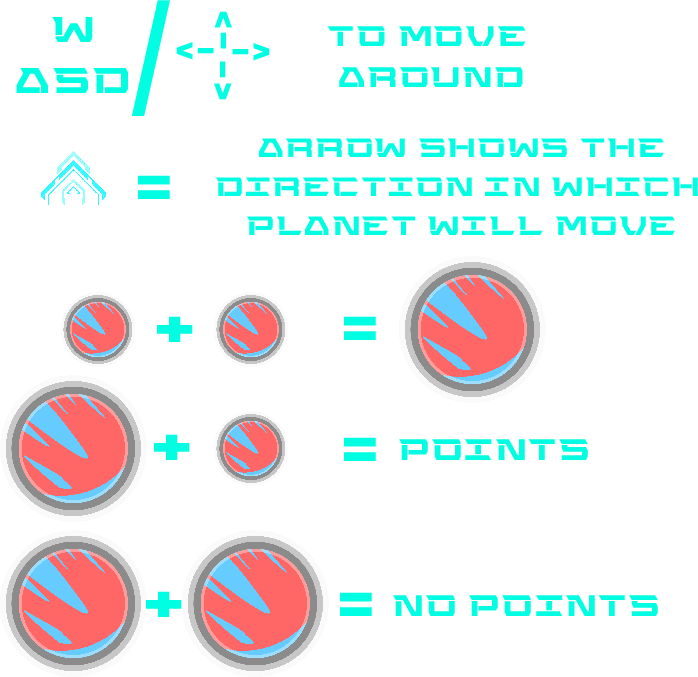 W
ASD / <-> ^ v TO MOVE
AROUND
= ARROW SHOWS THE
DIRECTION IN WHICH
PLANET WILL MOVE
+ =
+ = POINTS
+ = NO POINTS